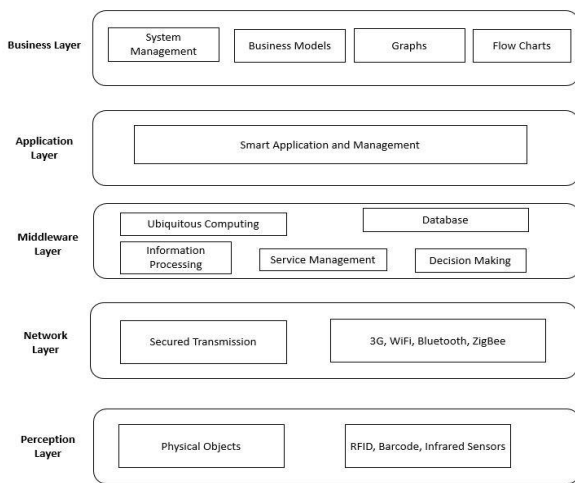 Business Layer
System
Management
Business Models
Graphs
Flow Charts
Application
Layer
Smart Application and Management
Middleware
Layer
Ubiquitous Computing
Database
Information
Processing
Service Management
Decision Making
Network
Layer
Secured Transmission
3G, WiFi, Bluetooth, ZigBee
Perception
Layer
Physical Objects
RFID, Barcode, Infrared Sensors